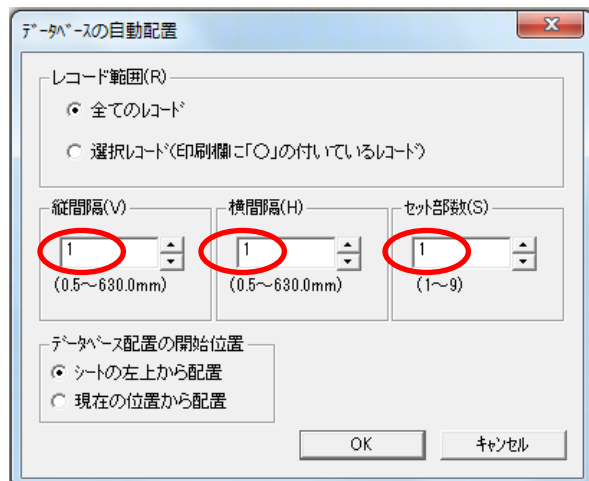 ﾃﾞｰﾀﾍﾞｰｽの自動配置
レコード範囲(R)
全てのﾚｺｰﾄﾞ
選択ﾚｺｰﾄﾞ(印刷欄に「○」の付いているﾚｺｰﾄﾞ)
縦間隔(V) 横間隔(H) ｾｯﾄ部数(S)
1 1 1
(0.5～630.0mm) (0.5～630.0mm) (1～9)
ﾃﾞｰﾀﾍﾞｰｽ配置の開始位置
ｼｰﾄの左上から配置
現在の位置から配置
OK ｷｬﾝｾﾙ